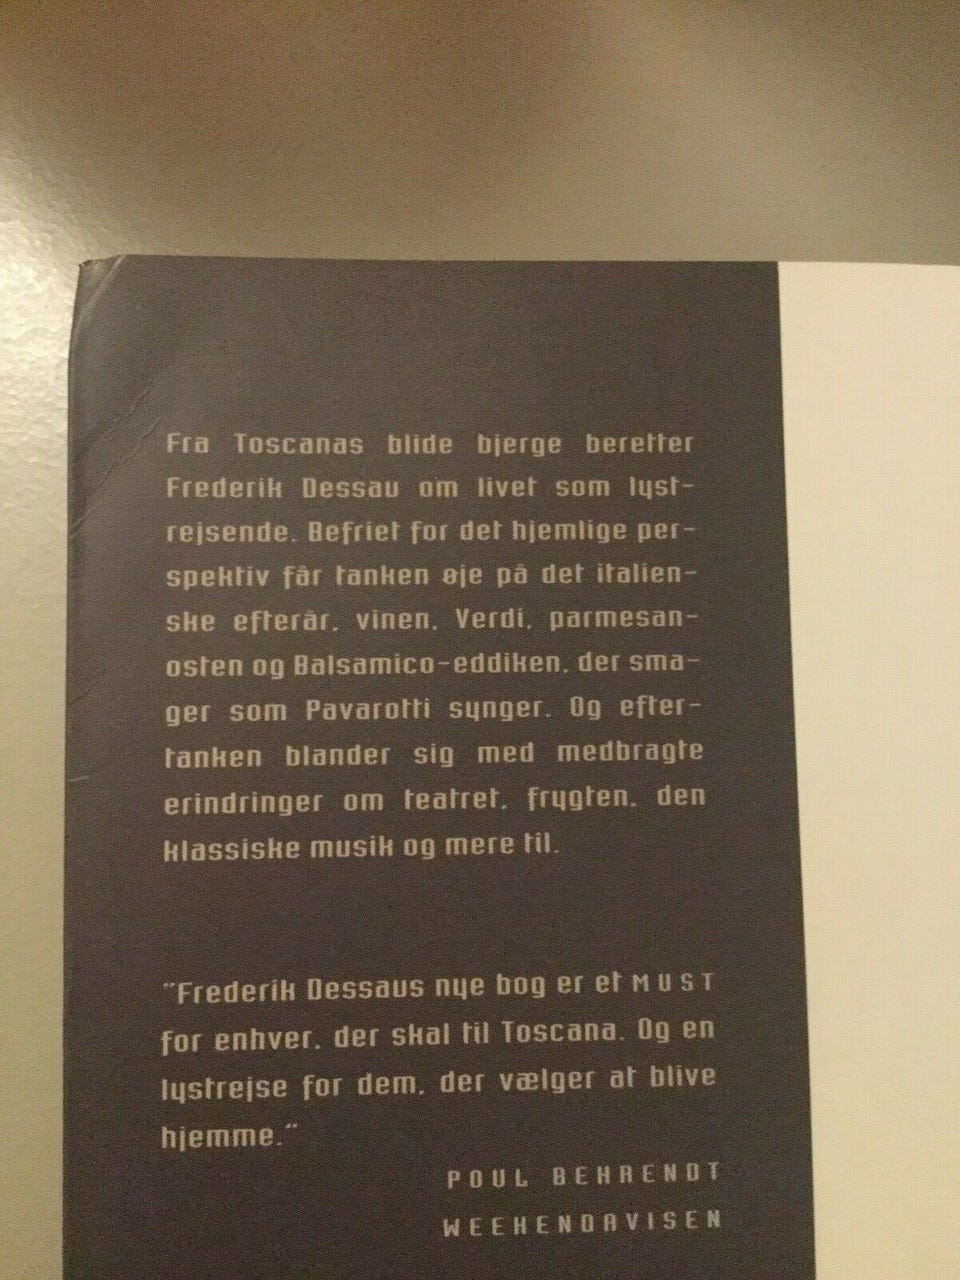 Fra Toscanas blide bjerge beretter
Frederik Dessau om livet som lyst-
rejsende. Befriet for det hjemlige per-
spektiv får tanken øje på det italien-
ske efterår, vinen, Verdi, parmesan-
osten og Balsamico-eddiken, der sma-
ger som Pavarotti synger. Og efter-
tanken blander sig med medbragte
erindringer om teatret, frygten, den
klassiske musik og mere til.
"Frederik Dessaus nye bog er et MUST
for enhver, der skal til Toscana. Og en
lystrejse for dem, der vælger at blive
hjemme."
POUL BEHRENDT
WEEKENDAVISEN